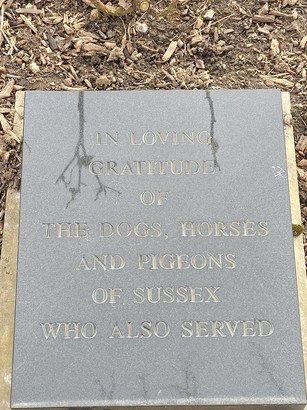 IN LOVING
GRATITUDE
OF
THE DOGS, HORSES
AND PIGEONS
OF SUSSEX
WHO ALSO SERVED